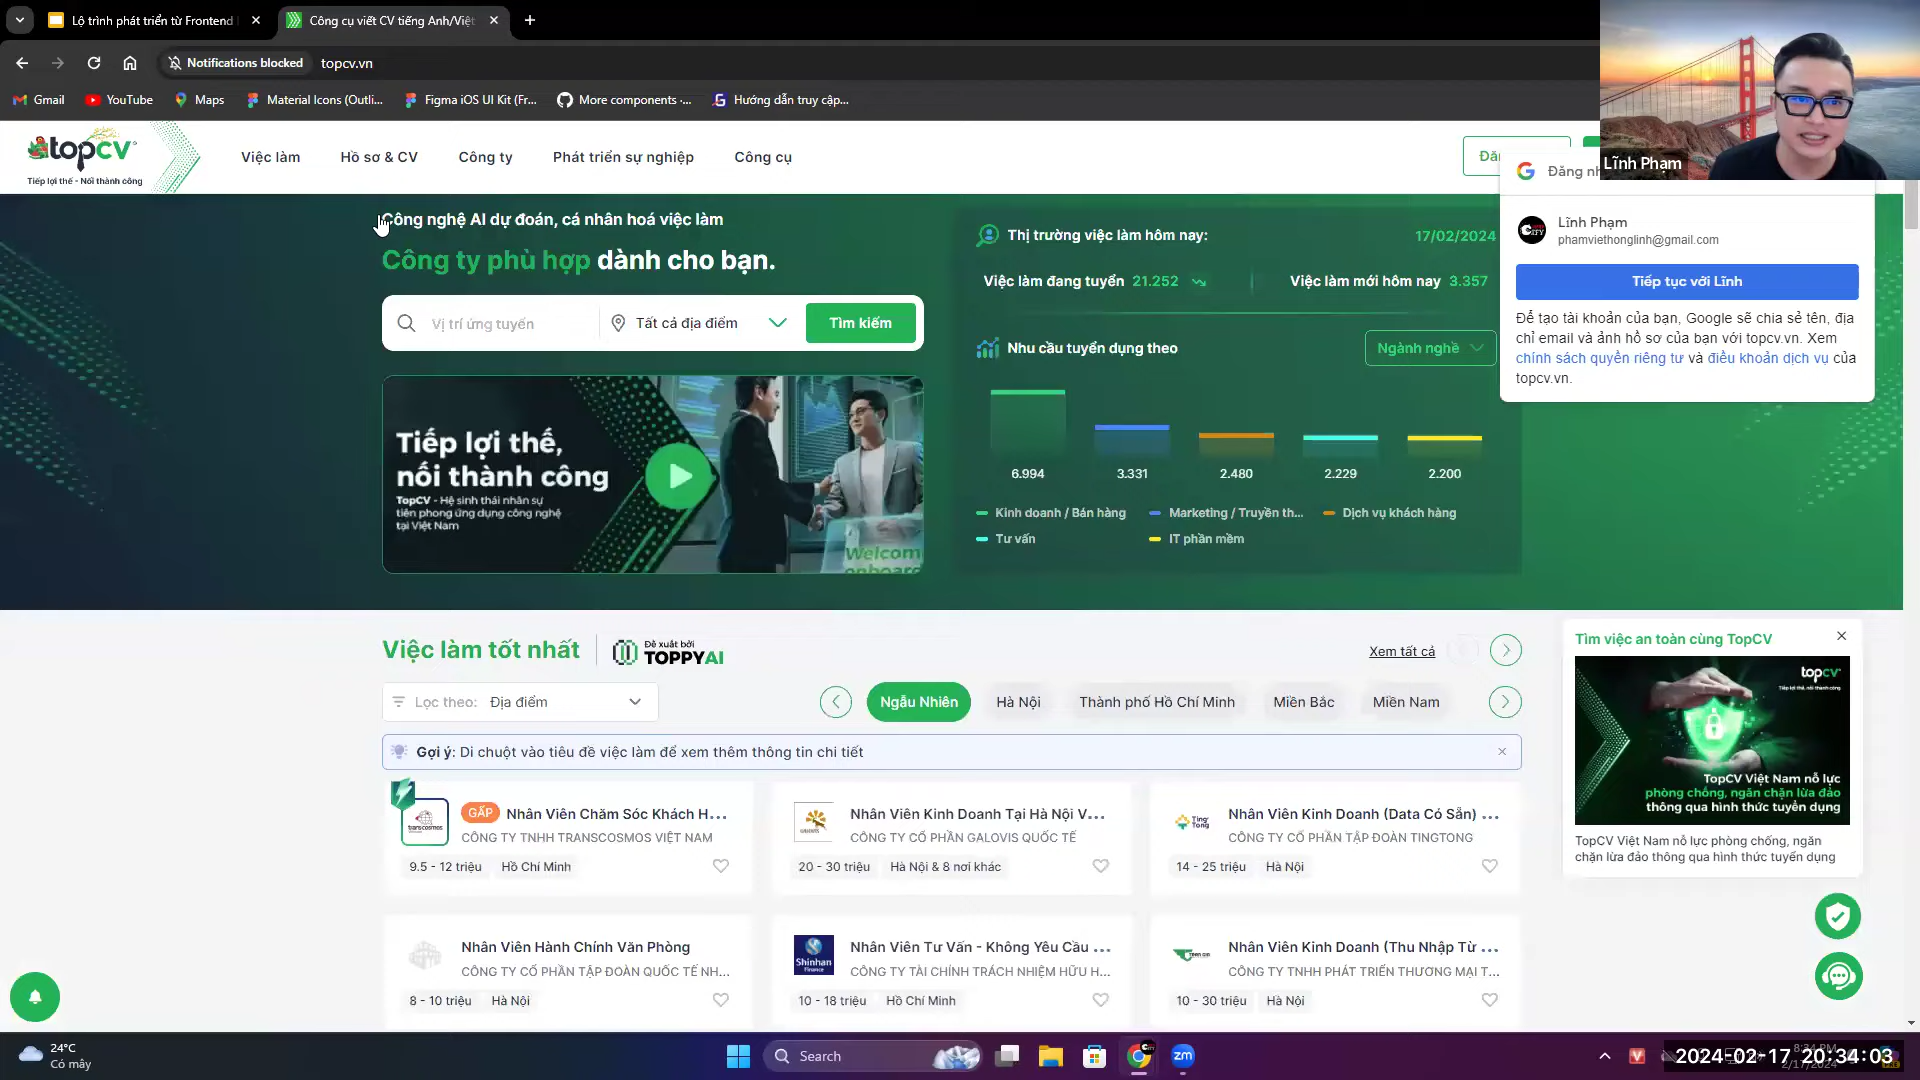 Lộ trình phát triển từ Frontend
Công cụ viết CV tiếng Anh/Việt
Notifications blocked
topcv.vn
Gmail
YouTube
Maps
Material Icons (Outli...
Figma iOS UI Kit (Fr...
More components ·...
Hướng dẫn truy cập...
topcv
Tiếp lợi thế - Nối thành công
Việc làm
Hồ sơ & CV
Công ty
Phát triển sự nghiệp
Công cụ
Lĩnh Phạm
Lĩnh Phạm
phamviethonglinh@gmail.com
Tiếp tục với Lĩnh
Để tạo tài khoản của bạn, Google sẽ chia sẻ tên, địa
chỉ email và ảnh hồ sơ của bạn với topcv.vn. Xem
chính sách quyền riêng tư và điều khoản dịch vụ của
topcv.vn.
Công nghệ AI dự đoán, cá nhân hoá việc làm
Công ty phù hợp dành cho bạn.
Vị trí ứng tuyển
Tất cả địa điểm
Tìm kiếm
Tiếp lợi thế,
nối thành công
TopCV - Hệ sinh thái nhân sự
tiên phong ứng dụng công nghệ
tại Việt Nam
Welcom
onboard
Thị trường việc làm hôm nay:
17/02/2024
Việc làm đang tuyển 21.252
Việc làm mới hôm nay 3.357
Nhu cầu tuyển dụng theo
Ngành nghề
6.994
3.331
2.480
2.229
2.200
Kinh doanh / Bán hàng
Marketing / Truyền th...
Dịch vụ khách hàng
Tư vấn
IT phần mềm
Việc làm tốt nhất
Đề xuất bởi
TOPPYAI
Xem tất cả
Lọc theo: Địa điểm
Ngẫu Nhiên
Hà Nội
Thành phố Hồ Chí Minh
Miền Bắc
Miền Nam
Gợi ý: Di chuột vào tiêu đề việc làm để xem thêm thông tin chi tiết
transcosmos
GẤP Nhân Viên Chăm Sóc Khách H...
CÔNG TY TNHH TRANSCOSMOS VIỆT NAM
9.5 - 12 triệu
Hồ Chí Minh
GALOVIS
Nhân Viên Kinh Doanh Tại Hà Nội V...
CÔNG TY CỔ PHẦN GALOVIS QUỐC TẾ
20 - 30 triệu
Hà Nội & 8 nơi khác
Ting Tong
Nhân Viên Kinh Doanh (Data Có Sẵn) ...
CÔNG TY CỔ PHẦN TẬP ĐOÀN TINGTONG
14 - 25 triệu
Hà Nội
Nhân Viên Hành Chính Văn Phòng
CÔNG TY CỔ PHẦN TẬP ĐOÀN QUỐC TẾ NH...
8 - 10 triệu
Hà Nội
Shinhan
Finance
Nhân Viên Tư Vấn - Không Yêu Cầu ...
CÔNG TY TÀI CHÍNH TRÁCH NHIỆM HỮU H...
10 - 18 triệu
Hồ Chí Minh
Nhân Viên Kinh Doanh (Thu Nhập Từ ...
CÔNG TY TNHH PHÁT TRIỂN THƯƠNG MẠI T...
10 - 30 triệu
Hà Nội
Tìm việc an toàn cùng TopCV
topcv
Tiếp lợi thế, nối thành công
TopCV Việt Nam nỗ lực
phòng chống, ngăn chặn lừa đảo
thông qua hình thức tuyển dụng
TopCV Việt Nam nỗ lực phòng chống, ngăn
chặn lừa đảo thông qua hình thức tuyển dụng
24°C
Có mây
Search
zm
2024-02-17 20:34:03